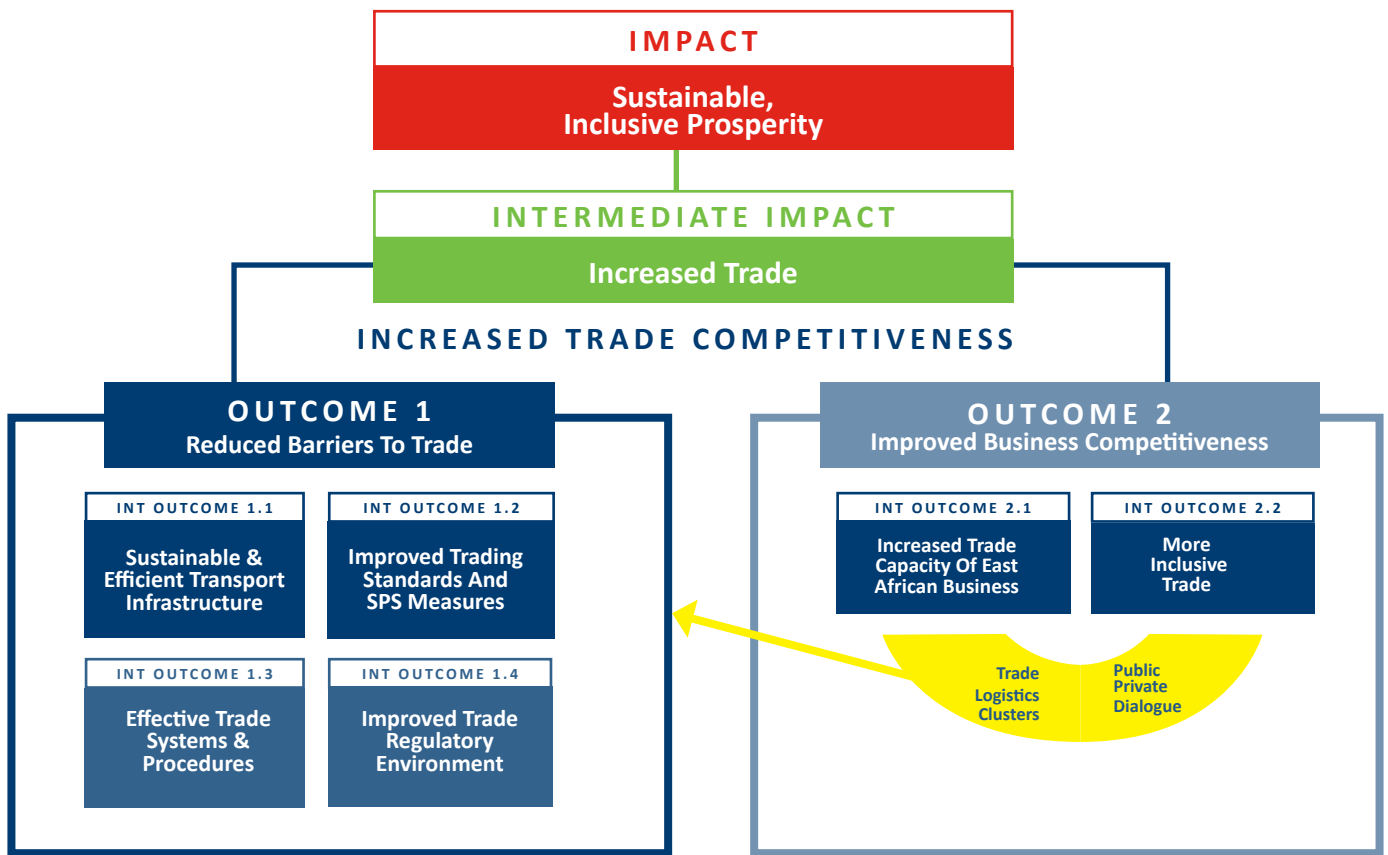 IMPACT
Sustainable,
Inclusive Prosperity
INTERMEDIATE IMPACT
Increased Trade
INCREASED TRADE COMPETITIVENESS
OUTCOME 1
Reduced Barriers To Trade
INT OUTCOME 1.1
Sustainable &
Efficient Transport
Infrastructure
INT OUTCOME 1.2
Improved Trading
Standards And
SPS Measures
INT OUTCOME 1.3
Effective Trade
Systems &
Procedures
INT OUTCOME 1.4
Improved Trade
Regulatory
Environment
OUTCOME 2
Improved Business Competitiveness
INT OUTCOME 2.1
Increased Trade
Capacity Of East
African Business
INT OUTCOME 2.2
More
Inclusive
Trade
Trade
Logistics
Clusters
Public
Private
Dialogue